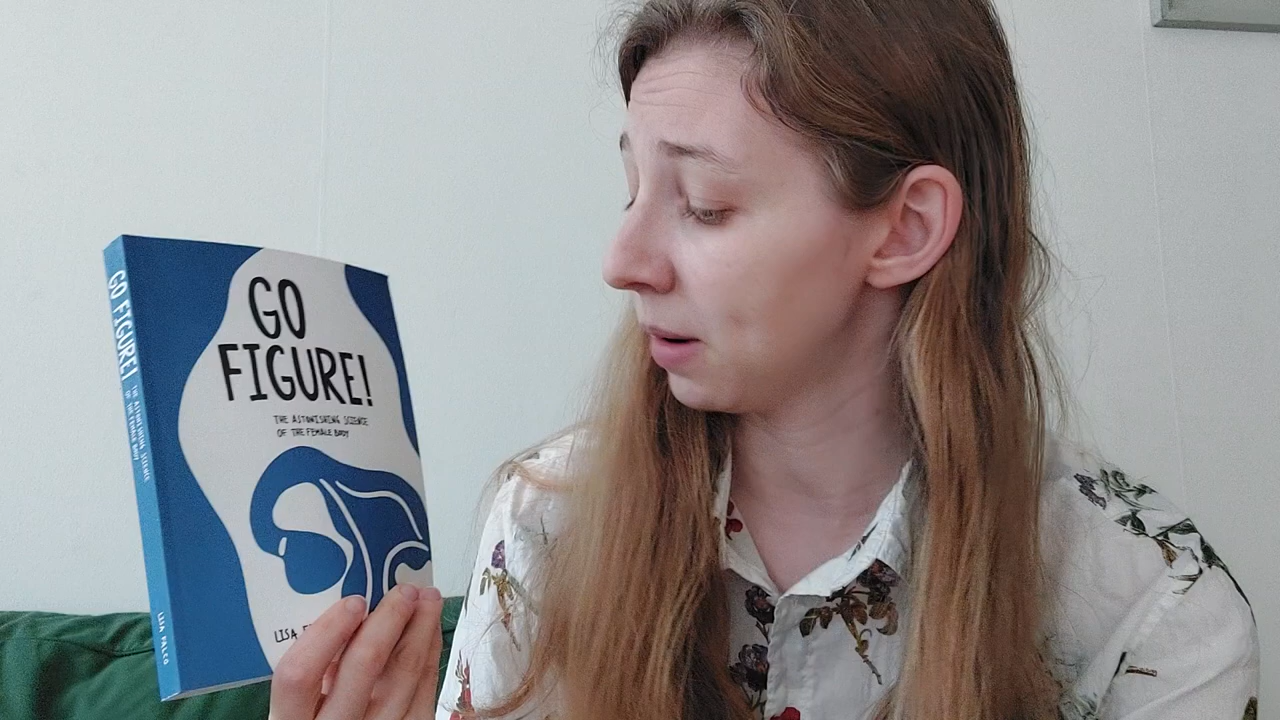 GO
FIGURE!
THE ASTONISHING SCIENCE
OF THE FEMALE BODY
LISA
GO FIGURE!
THE ASTONISHING SCIENCE
OF THE FEMALE BODY
LISA FALCO